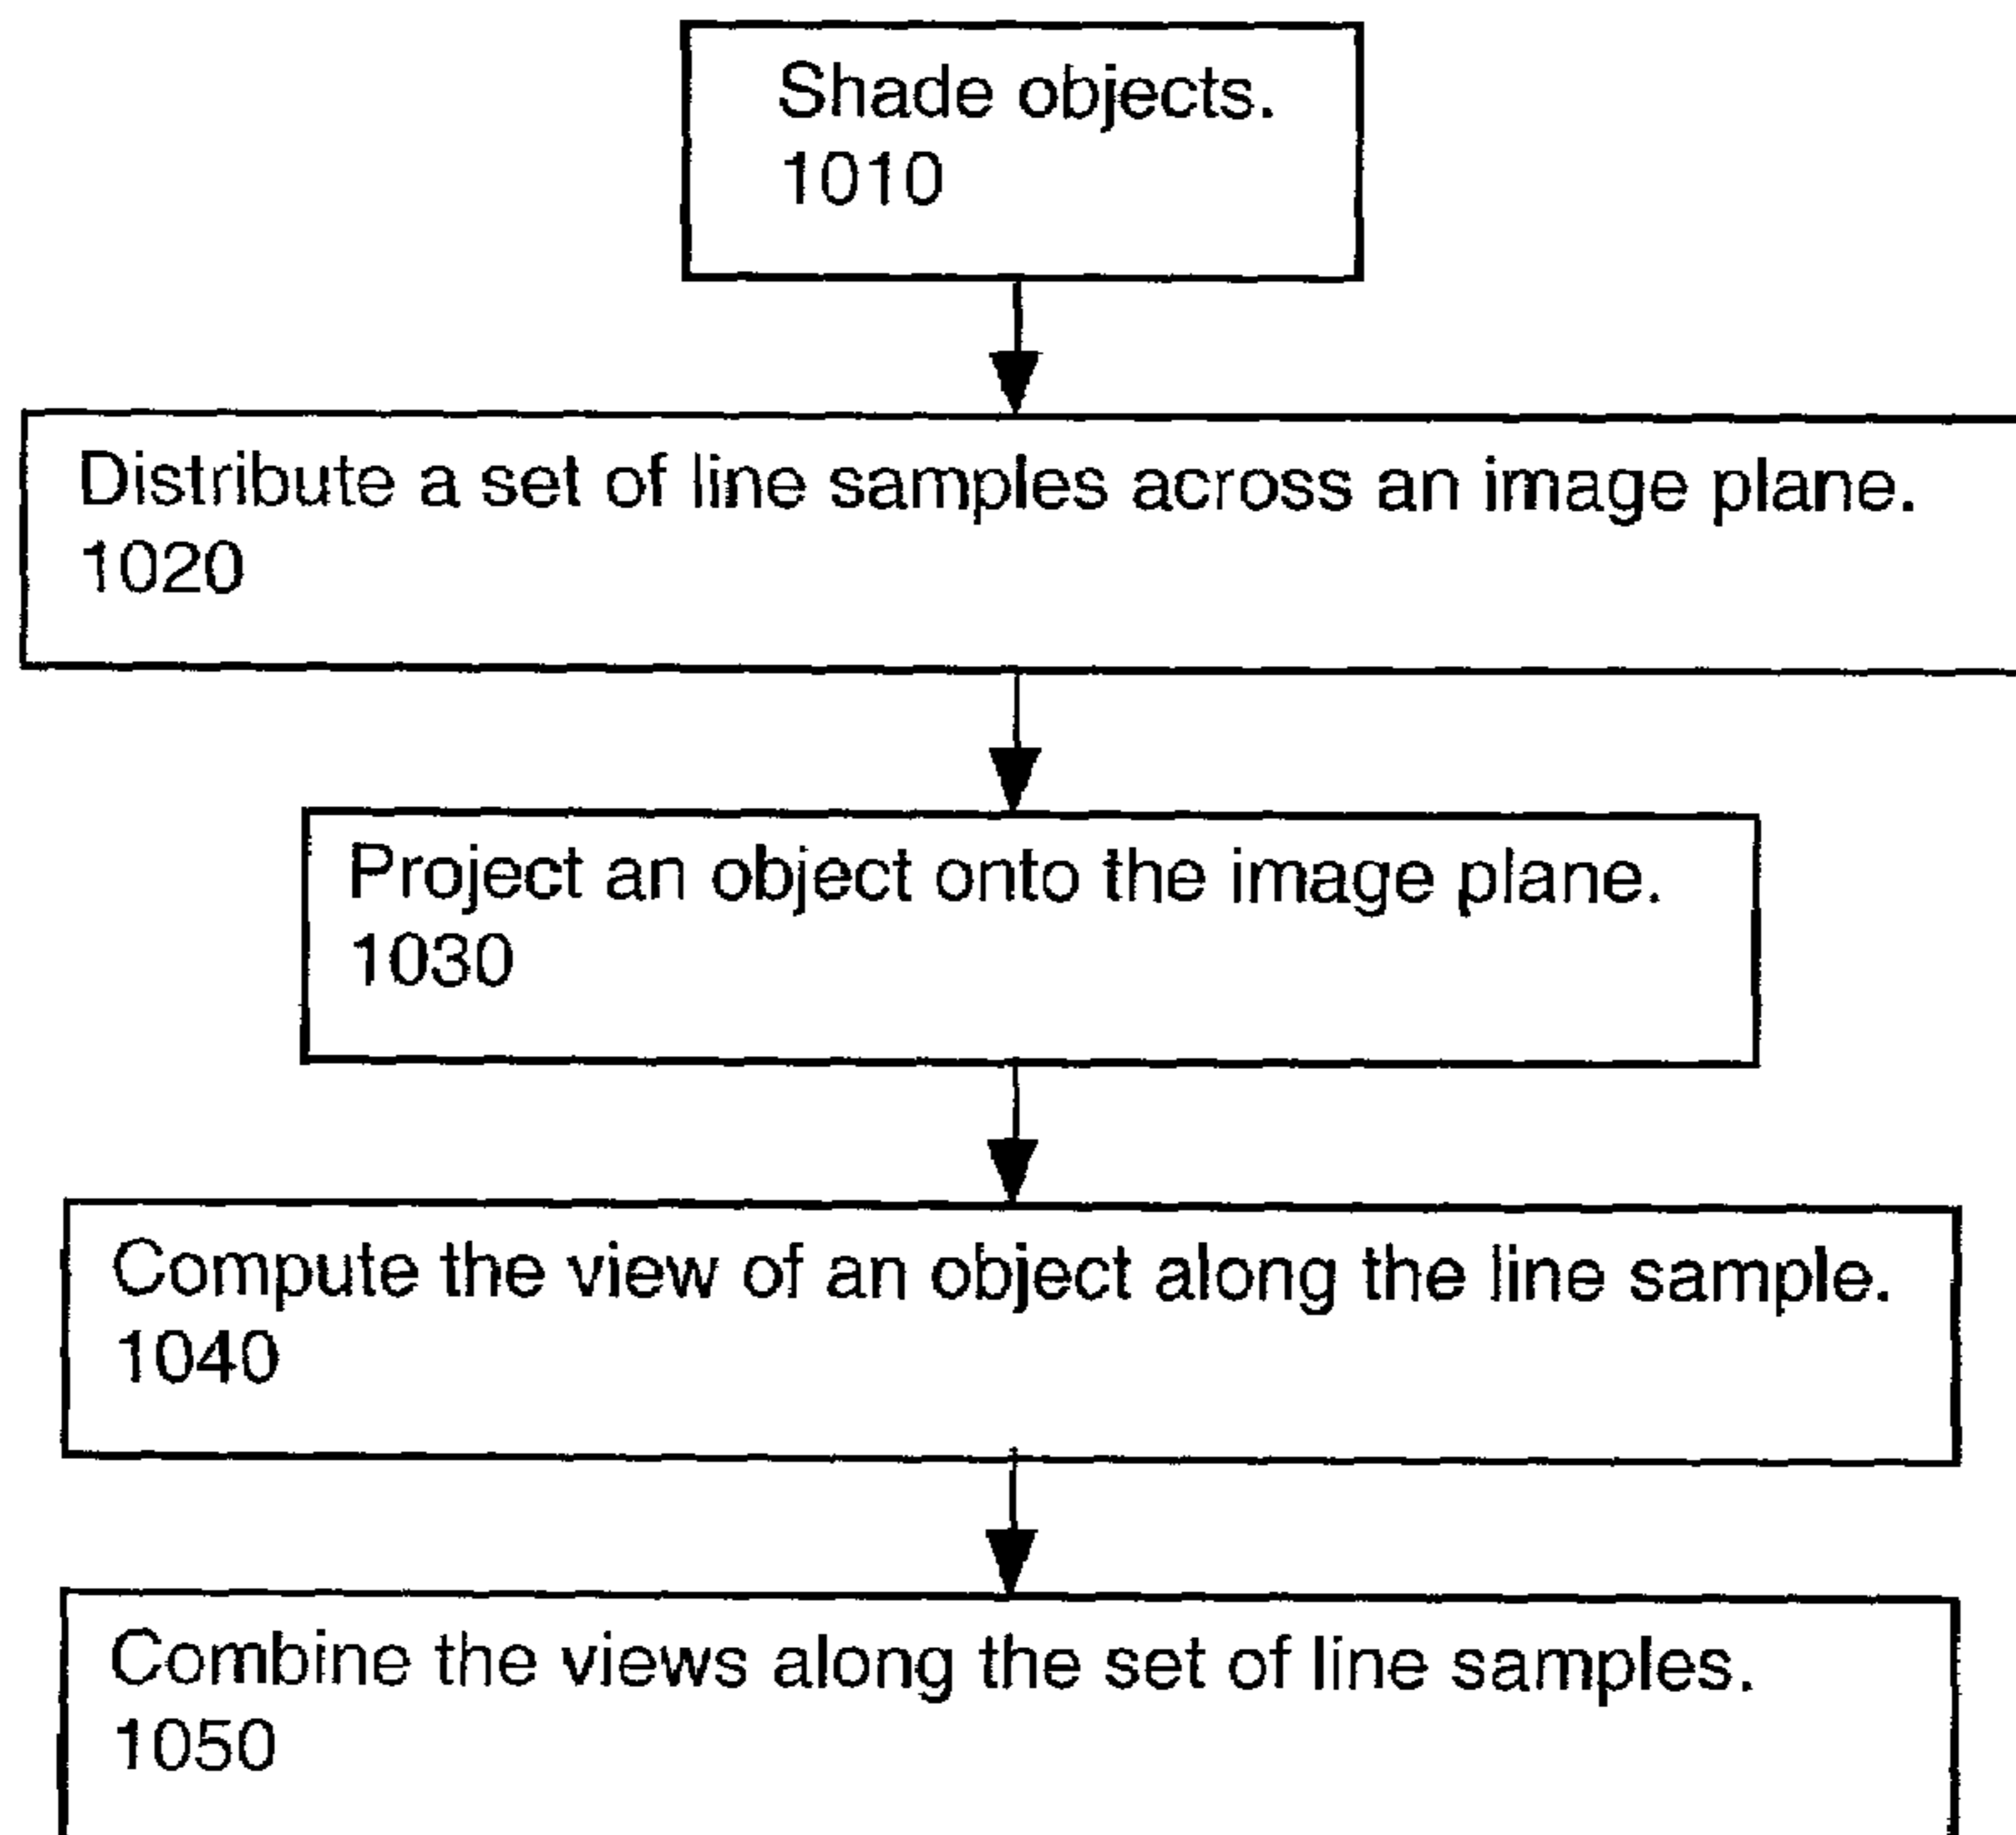 Shade objects.
1010
Distribute a set of line samples across an image plane.
1020
Project an object onto the image plane.
1030
Compute the view of an object along the line sample.
1040
Combine the views along the set of line samples.
1050